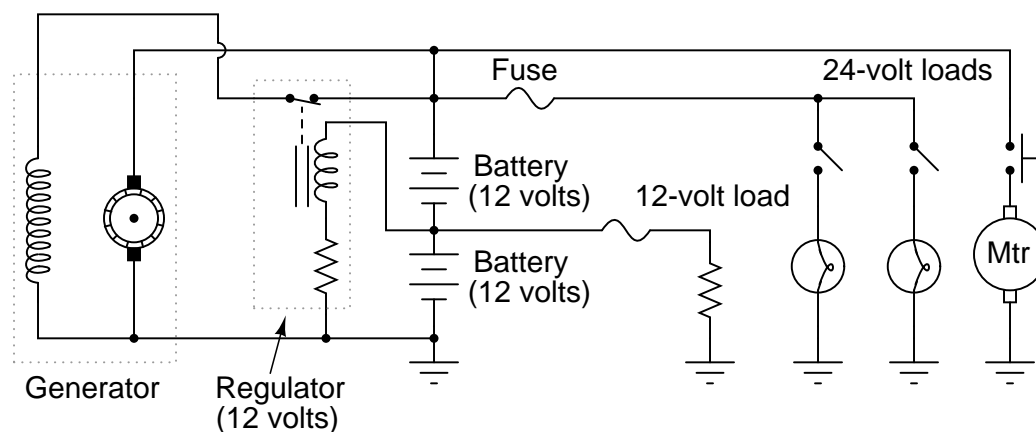 Fuse
24-volt loads
Battery
(12 volts)
12-volt load
Battery
(12 volts)
Mtr
Generator
Regulator
(12 volts)